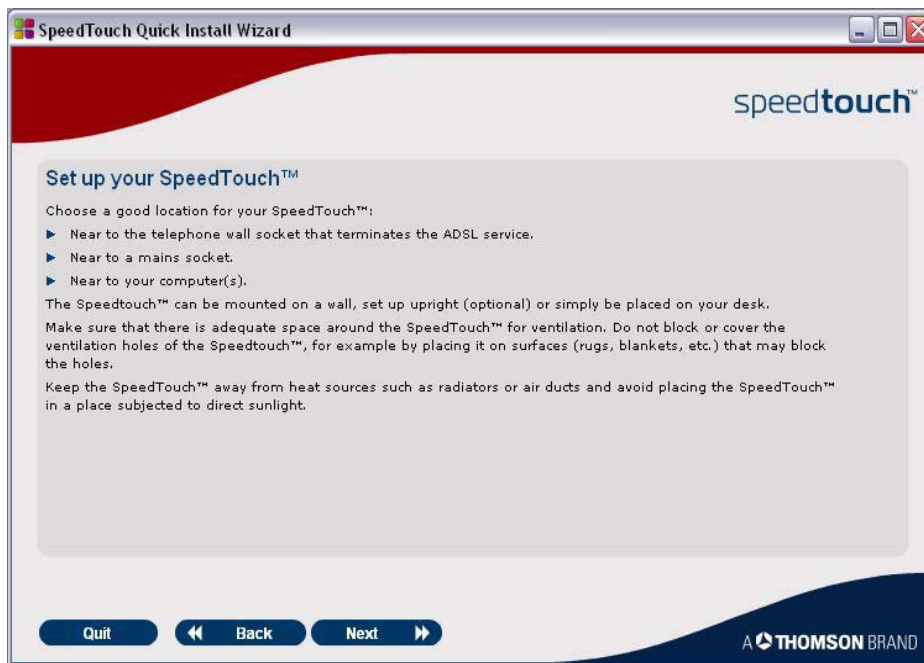 SpeedTouch Quick Install Wizard
speedtouch™
Set up your SpeedTouch™
Choose a good location for your SpeedTouch™:
Near to the telephone wall socket that terminates the ADSL service.
Near to a mains socket.
Near to your computer(s).
The Speedtouch™ can be mounted on a wall, set up upright (optional) or simply be placed on your desk.
Make sure that there is adequate space around the SpeedTouch™ for ventilation. Do not block or cover the
ventilation holes of the Speedtouch™, for example by placing it on surfaces (rugs, blankets, etc.) that may block
the holes.
Keep the SpeedTouch™ away from heat sources such as radiators or air ducts and avoid placing the SpeedTouch™
in a place subjected to direct sunlight.
Quit Back Next
A THOMSON BRAND